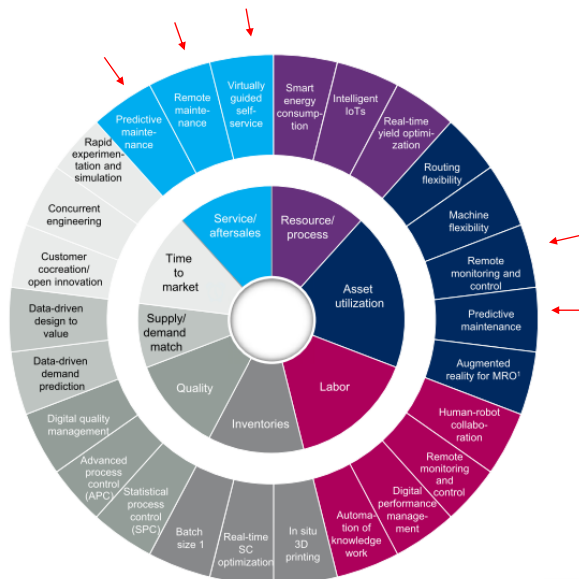 Smart
energy
consump-
tion
Intelligent
IoTs
Real-time
yield optimi-
zation
Routing
flexibility
Machine
flexibility
Remote
monitoring and
control
Predictive
maintenance
Augmented
reality for MRO¹
Human-robot
collabo-
ration
Remote
monitoring and
control
Digital
performance
manage-
ment
Automa-
tion of
knowledge
work
In situ
3D
printing
Real-time
SC
optimization
Batch
size 1
Statistical
process
control
(SPC)
Advanced
process
control
(APC)
Digital quality
management
Data-driven
demand
prediction
Data-driven
design to
value
Customer
cocreation/
open innovation
Concurrent
engineering
Rapid
experimen-
tation and
simulation
Predictive
mainte-
nance
Remote
mainte-
nance
Virtually
guided
self-
service
Service/
aftersales
Resource/
process
Asset
utilization
Labor
Inventories
Quality
Supply/
demand
match
Time
to
market